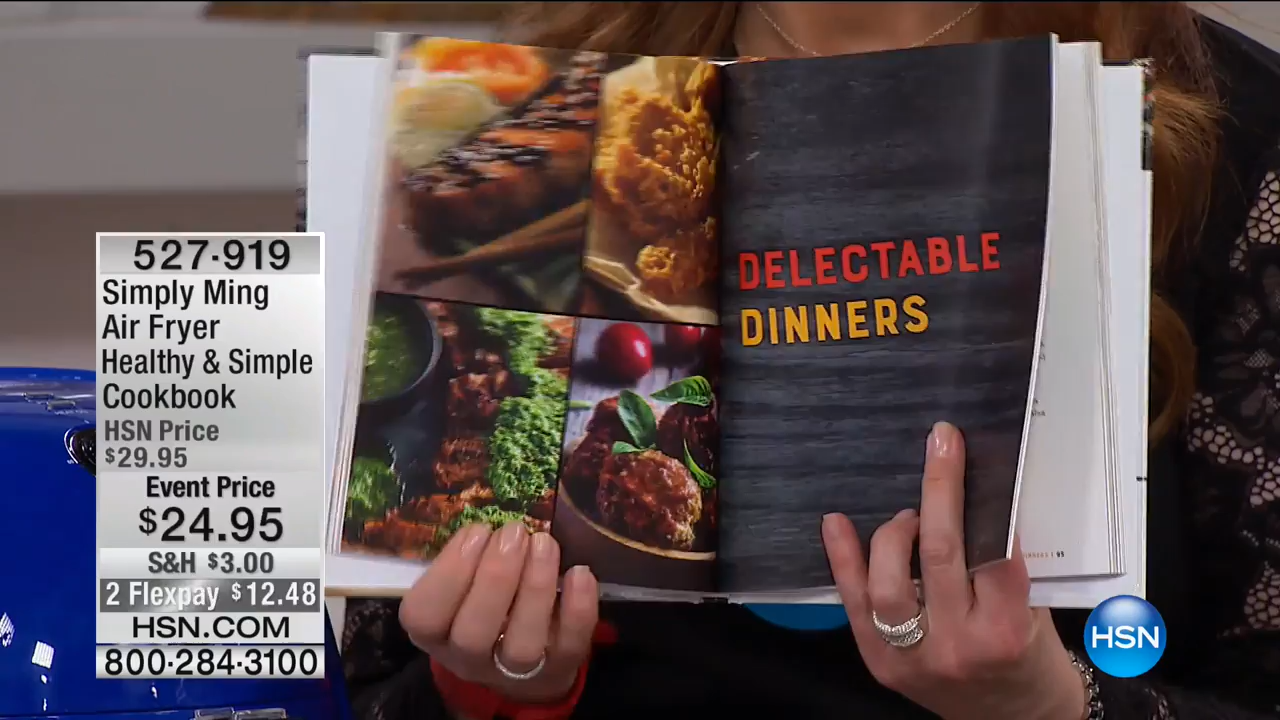 527-919
Simply Ming
Air Fryer
Healthy & Simple
Cookbook
HSN Price
$29.95
Event Price
$24.95
S&H $3.00
2 Flexpay $12.48
HSN.COM
800-284-3100
DELECTABLE
DINNERS
HSN